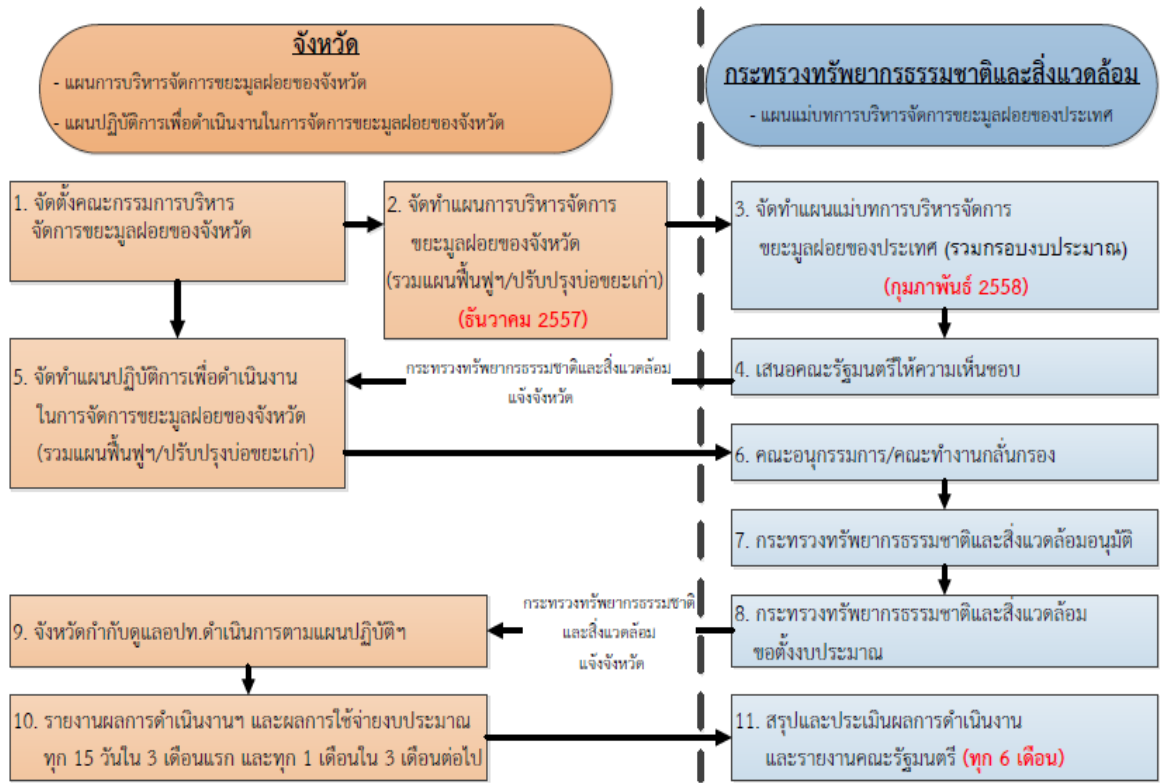 จังหวัด
- แผนการบริหารจัดการขยะมูลฝอยของจังหวัด
- แผนปฏิบัติการเพื่อดำเนินงานในการจัดการขยะมูลฝอยของจังหวัด
กระทรวงทรัพยากรธรรมชาติและสิ่งแวดล้อม
- แผนแม่บทการบริหารจัดการขยะมูลฝอยของประเทศ
1. จัดตั้งคณะกรรมการบริหาร
จัดการขยะมูลฝอยของจังหวัด
2. จัดทำแผนการบริหารจัดการ
ขยะมูลฝอยของจังหวัด
(รวมแผนฟื้นฟูฯ/ปรับปรุงบ่อขยะเก่า)
(ธันวาคม 2557)
3. จัดทำแผนแม่บทการบริหารจัดการ
ขยะมูลฝอยของประเทศ (รวมกรอบงบประมาณ)
(กุมภาพันธ์ 2558)
4. เสนอคณะรัฐมนตรีให้ความเห็นชอบ
กระทรวงทรัพยากรธรรมชาติและสิ่งแวดล้อม
แจ้งจังหวัด
5. จัดทำแผนปฏิบัติการเพื่อดำเนินงาน
ในการจัดการขยะมูลฝอยของจังหวัด
(รวมแผนฟื้นฟูฯ/ปรับปรุงบ่อขยะเก่า)
6. คณะอนุกรรมการ/คณะทำงานกลั่นกรอง
7. กระทรวงทรัพยากรธรรมชาติและสิ่งแวดล้อมอนุมัติ
8. กระทรวงทรัพยากรธรรมชาติและสิ่งแวดล้อม
ขอตั้งงบประมาณ
กระทรวงทรัพยากรธรรมชาติ
และสิ่งแวดล้อม
แจ้งจังหวัด
9. จังหวัดกำกับดูแลอปท.ดำเนินการตามแผนปฏิบัติฯ
10. รายงานผลการดำเนินงานฯ และผลการใช้จ่ายงบประมาณ
ทุก 15 วันใน 3 เดือนแรก และทุก 1 เดือนใน 3 เดือนต่อไป
11. สรุปและประเมินผลการดำเนินงาน
และรายงานคณะรัฐมนตรี (ทุก 6 เดือน)